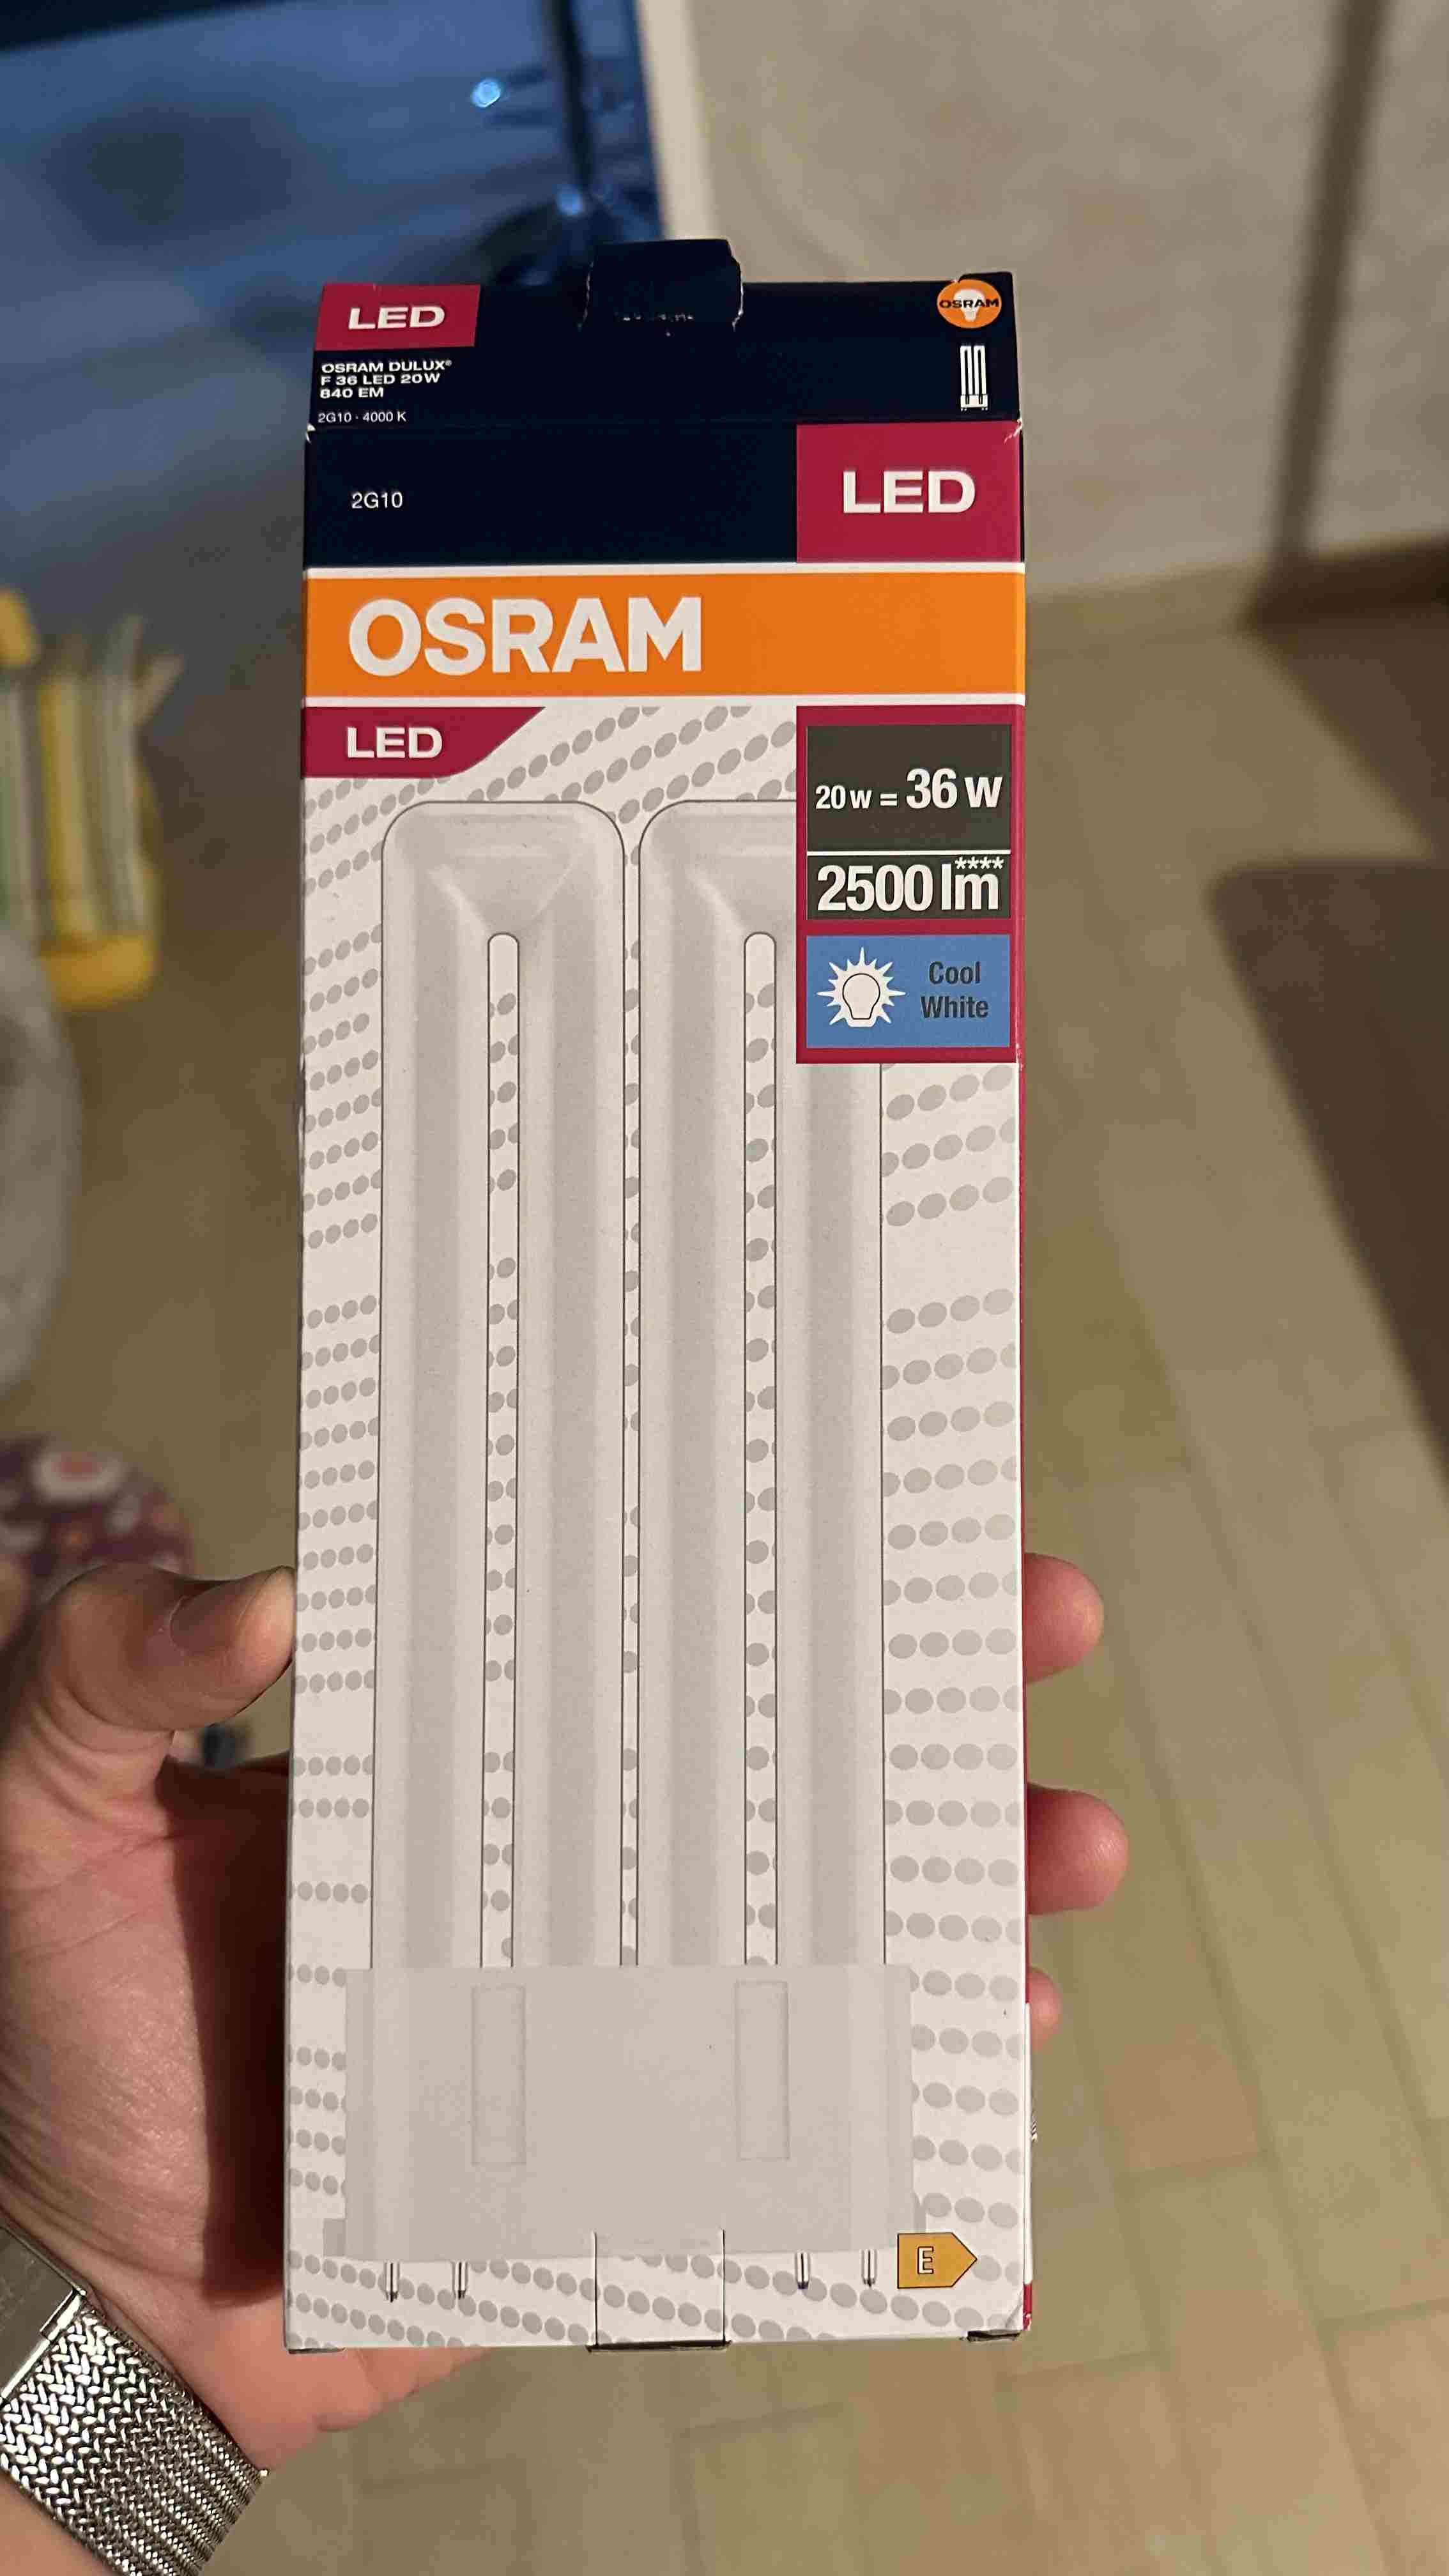 LED
OSRAM
OSRAM DULUX®
F 36 LED 20W
840 EM
2G10 · 4000 K
2G10
LED
OSRAM
LED
20 w = 36 w
2500 lm****
Cool
White
E